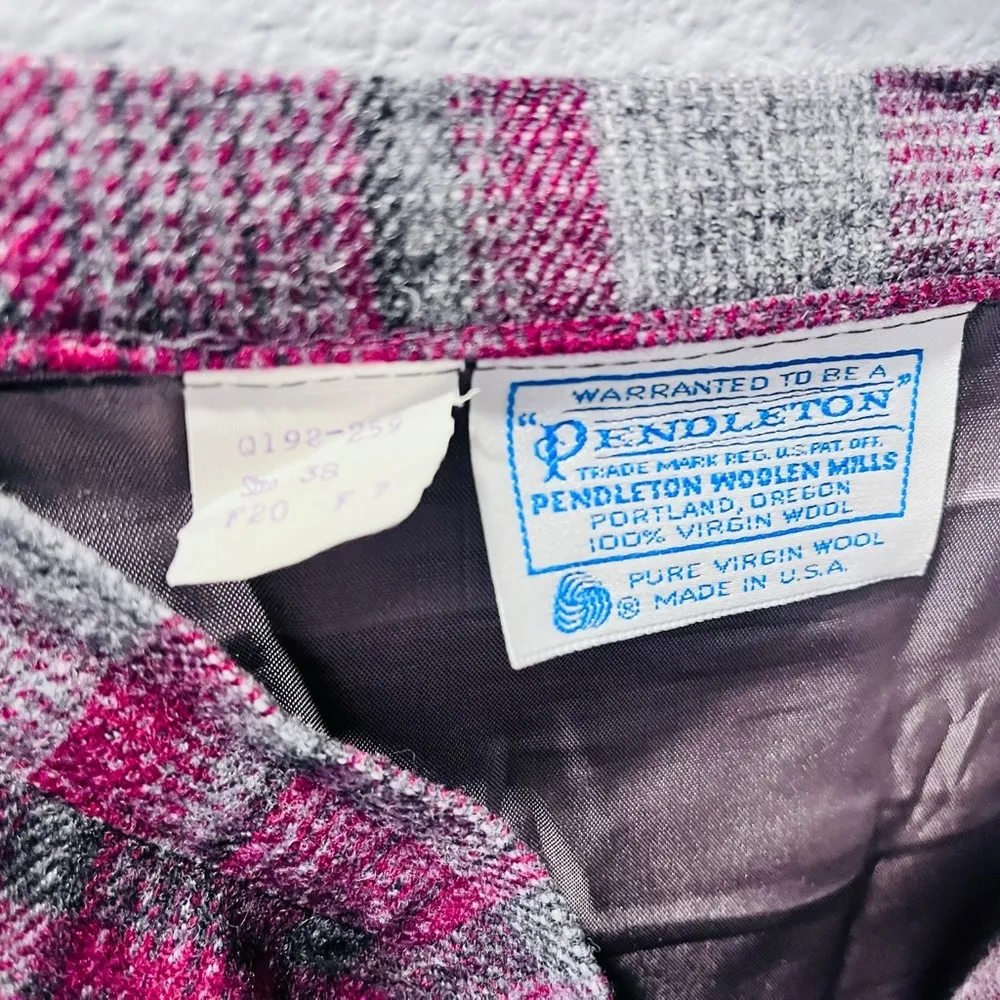 Q192-259
38
F20 F 7
WARRANTED TO BE A
"PENDLETON"
TRADE MARK REG. U.S. PAT. OFF.
PENDLETON WOOLEN MILLS
PORTLAND, OREGON
100% VIRGIN WOOL
PURE VIRGIN WOOL
® MADE IN U.S.A.